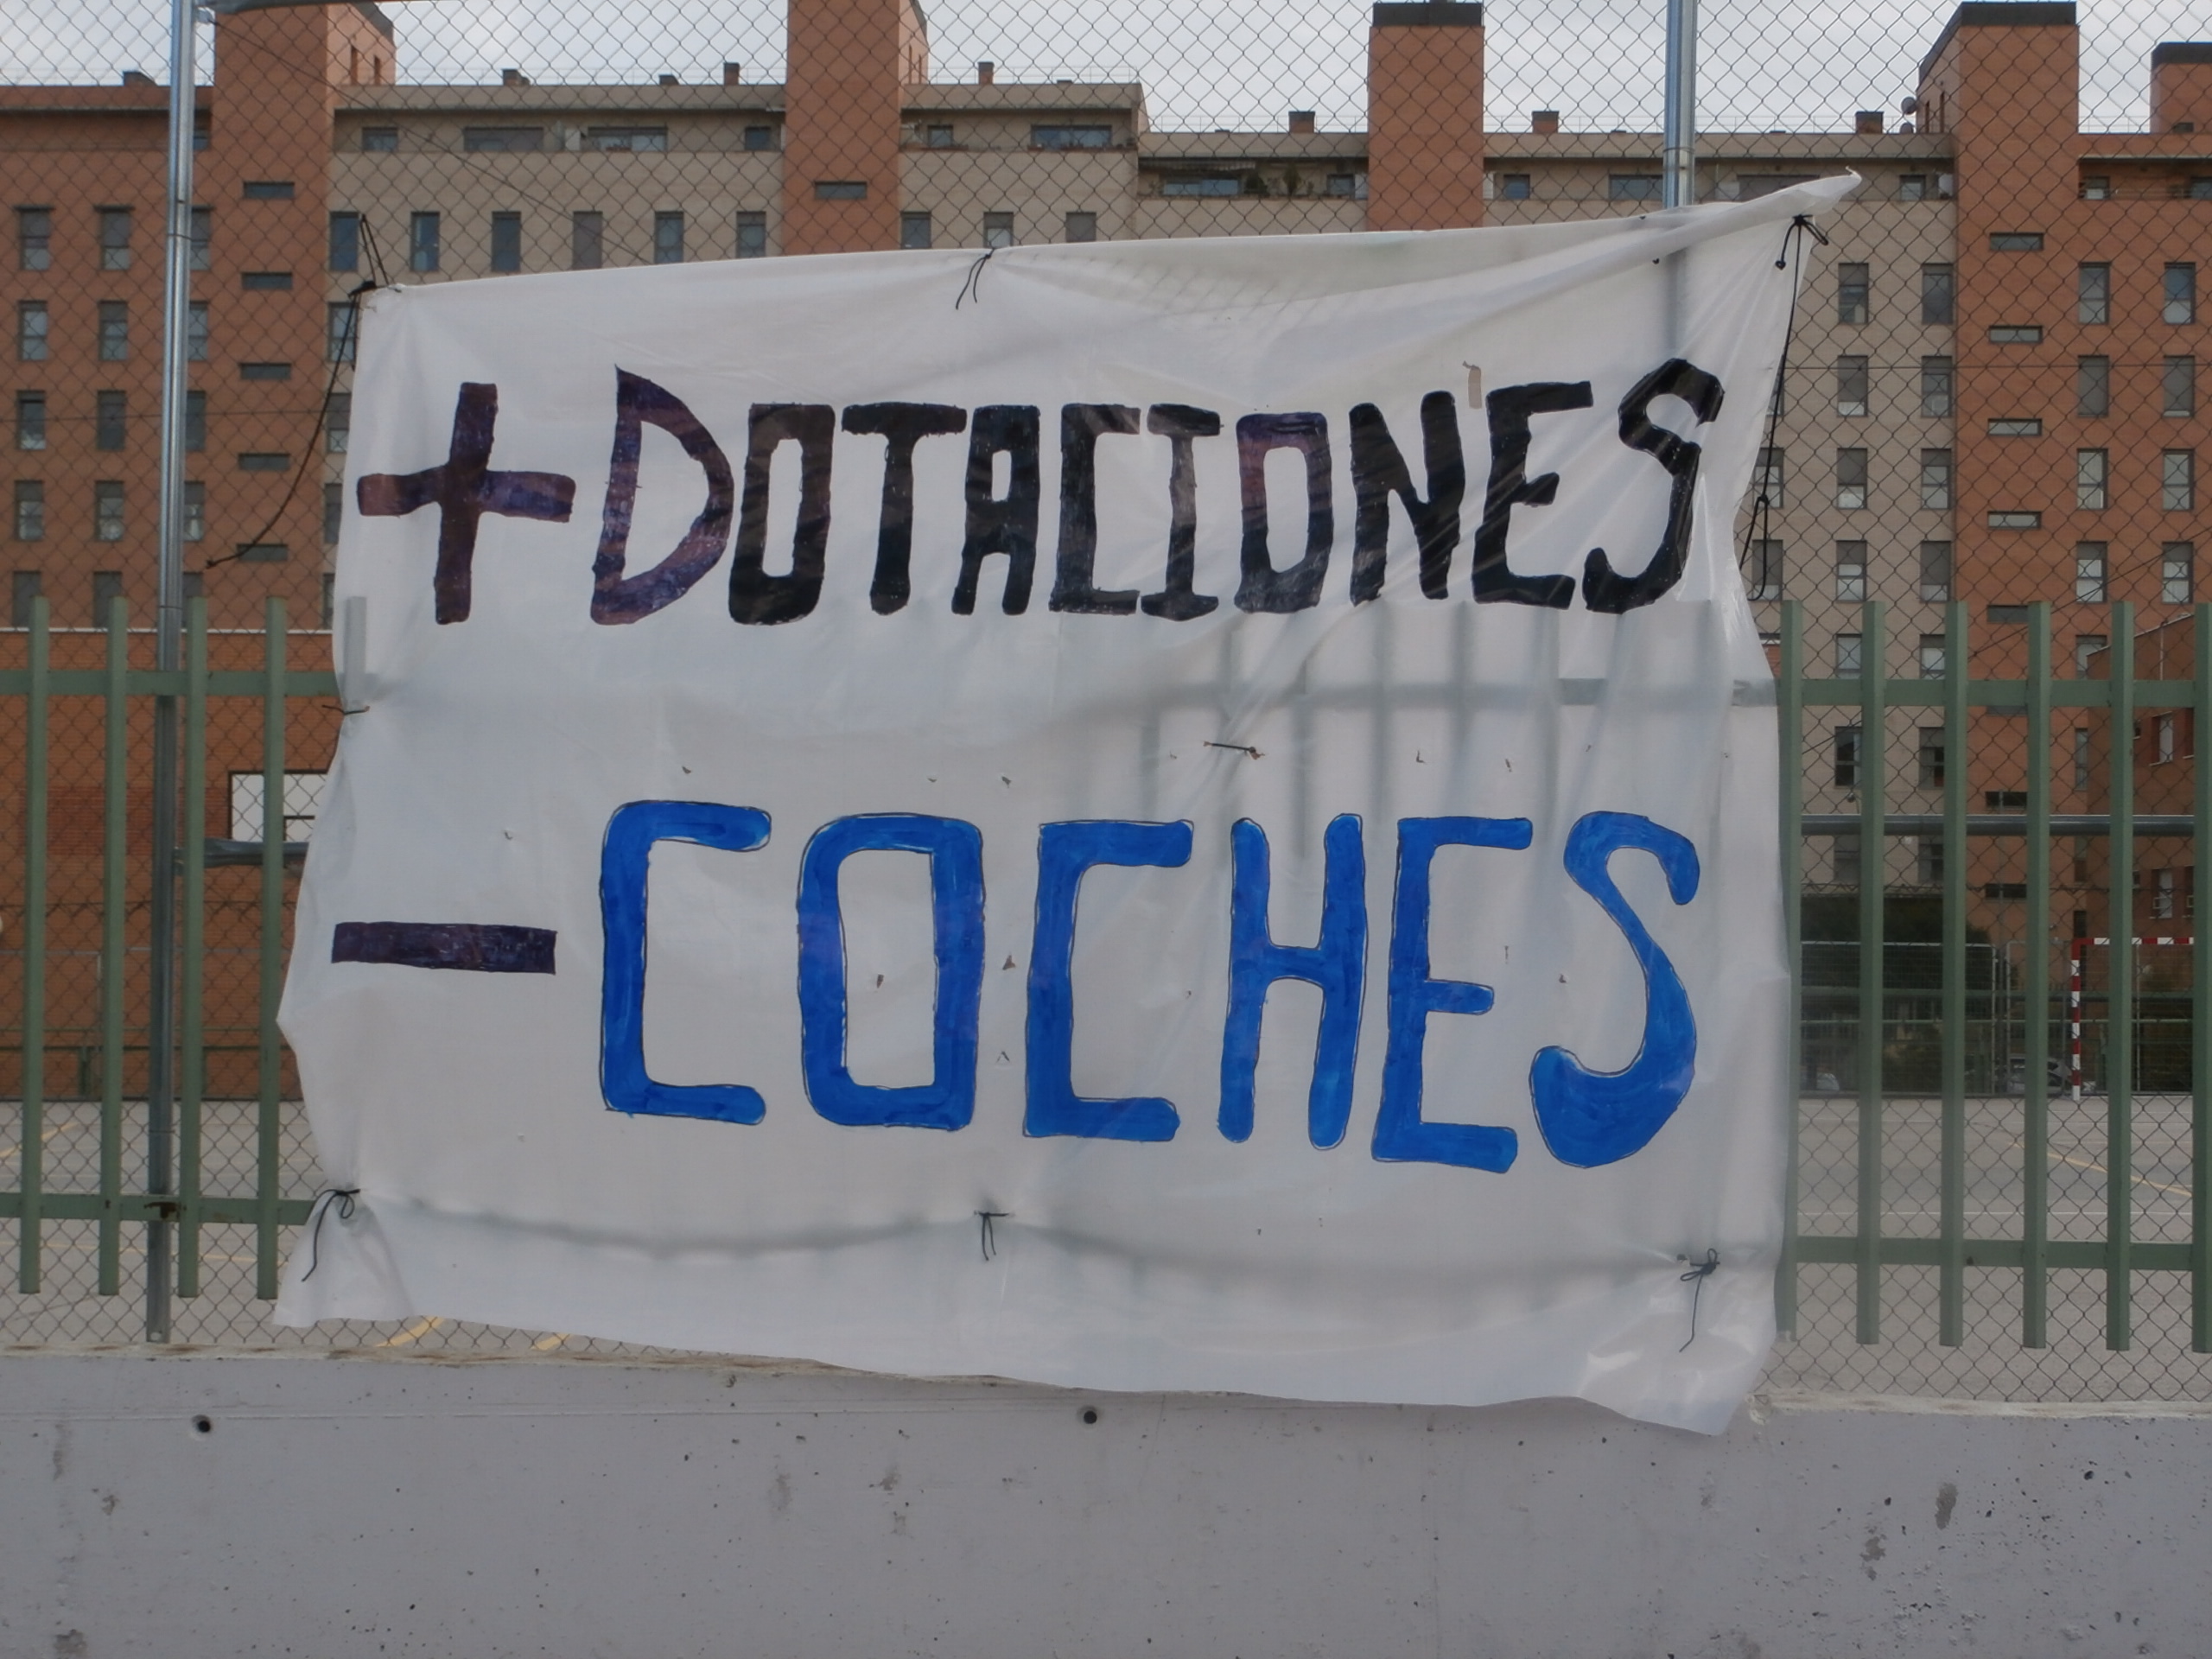 + DOTACIONES
- COCHES